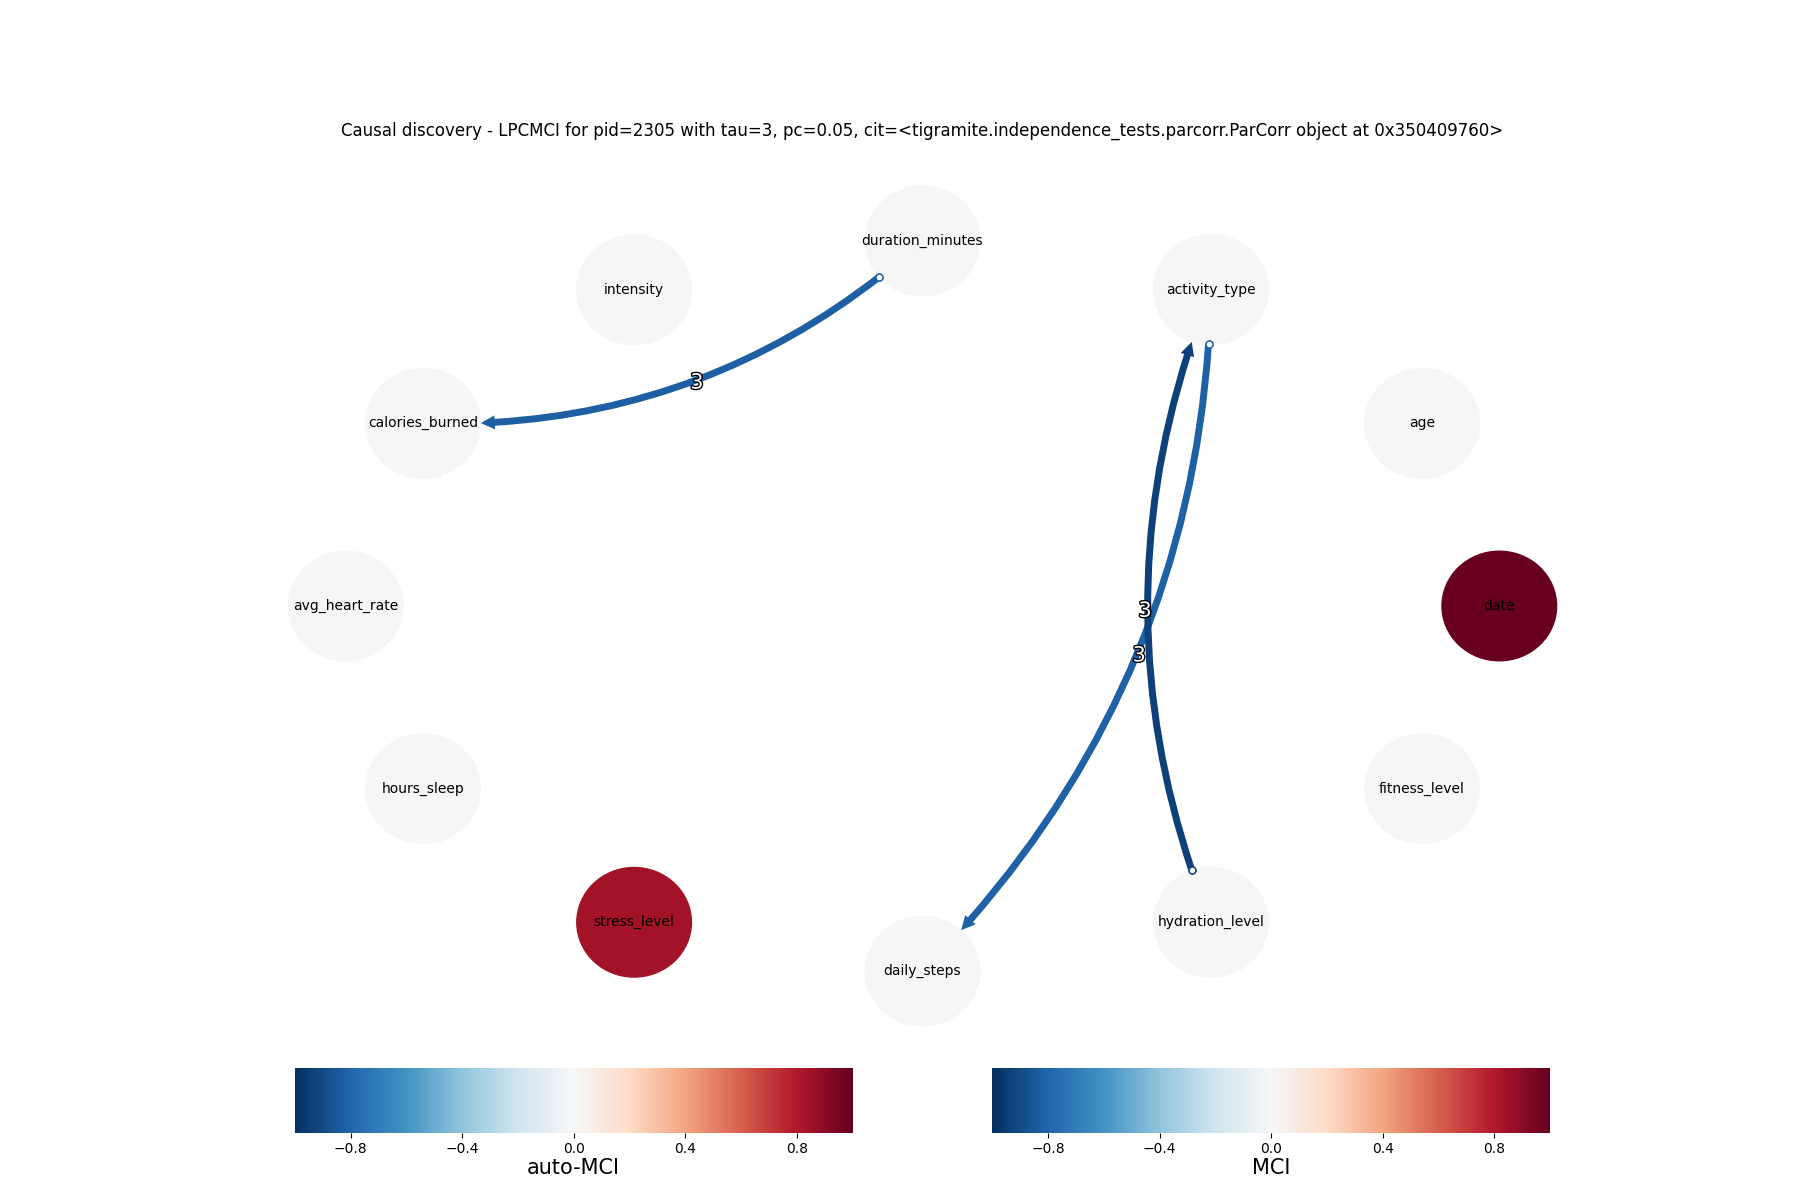 Causal discovery - LPCMCI for pid=2305 with tau=3, pc=0.05, cit=<tigramite.independence_tests.parcorr.ParCorr object at 0x350409760>
duration_minutes
intensity
activity_type
3
calories_burned
age
avg_heart_rate
3
date
3
hours_sleep
fitness_level
stress_level
hydration_level
daily_steps
−0.8 −0.4 0.0 0.4 0.8
auto-MCI
−0.8 −0.4 0.0 0.4 0.8
MCI